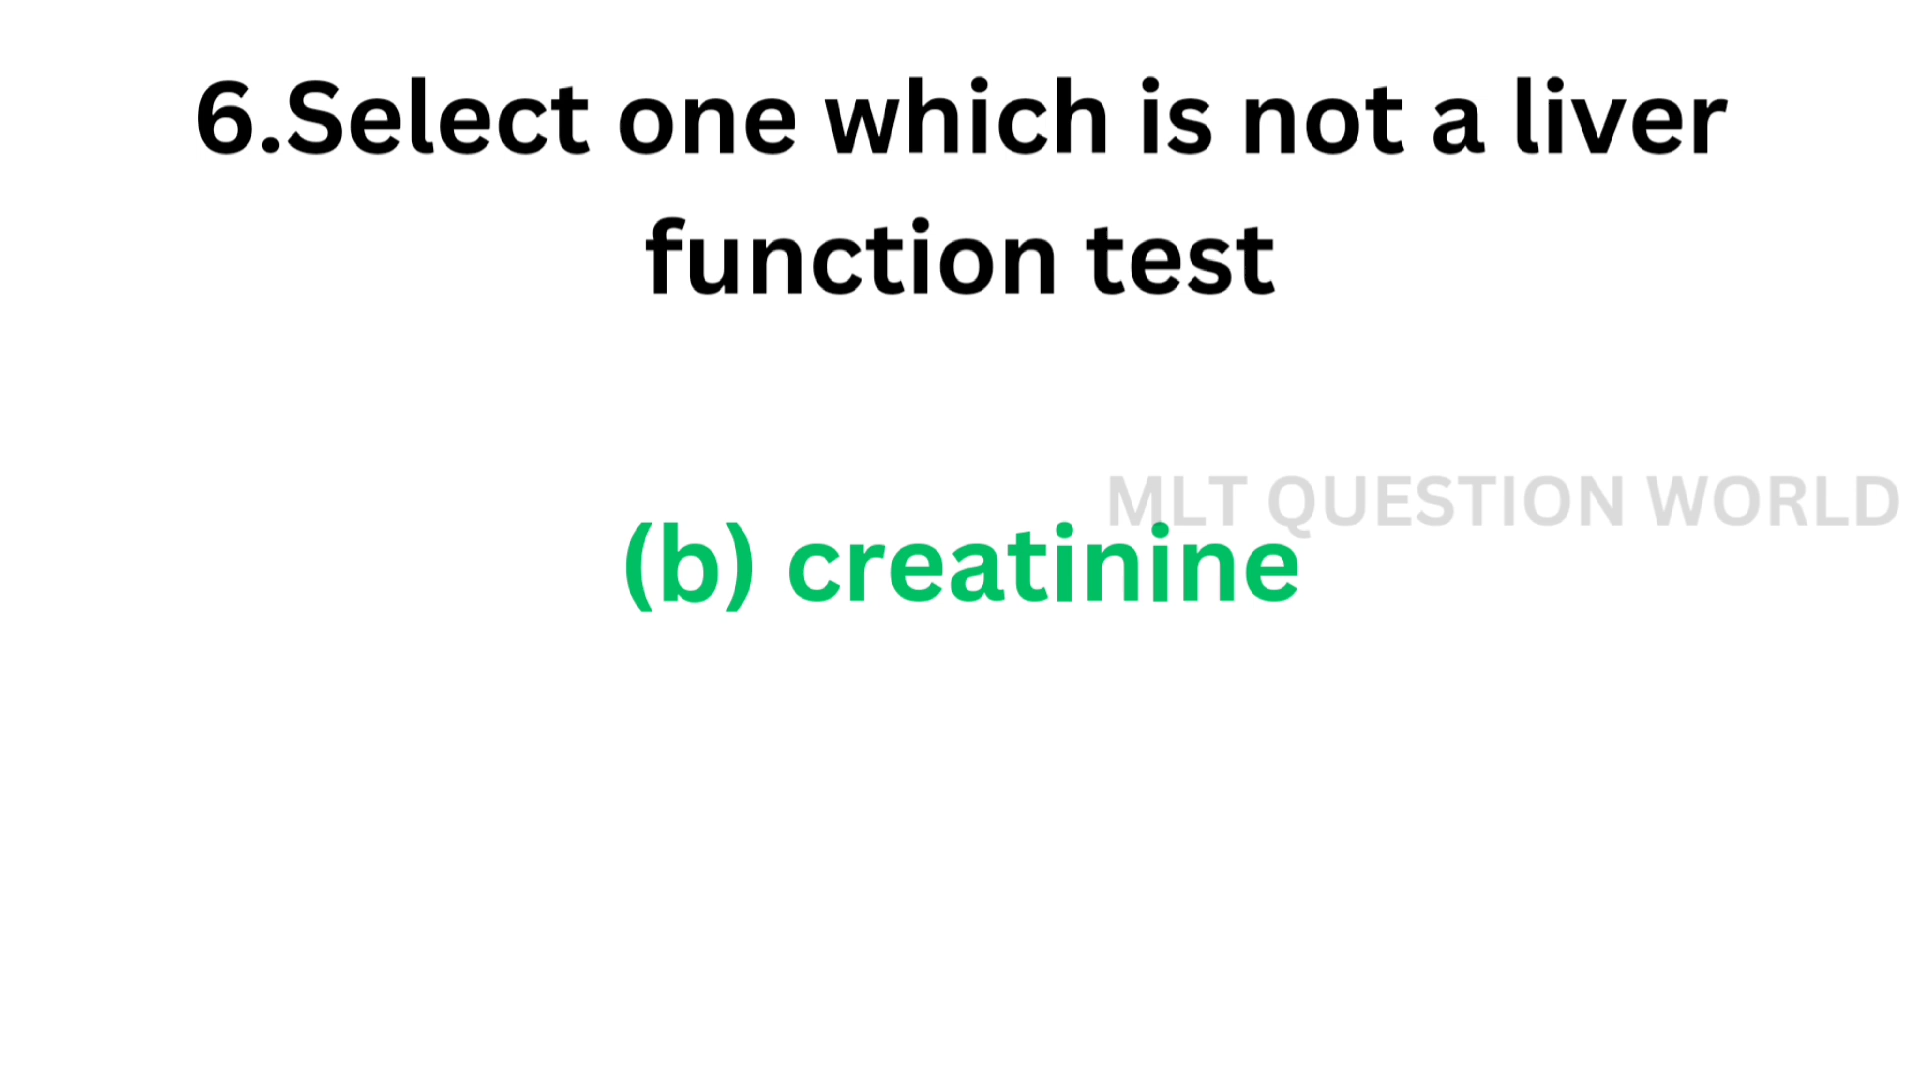 6.Select one which is not a liver
function test
MLT QUESTION WORLD
(b) creatinine